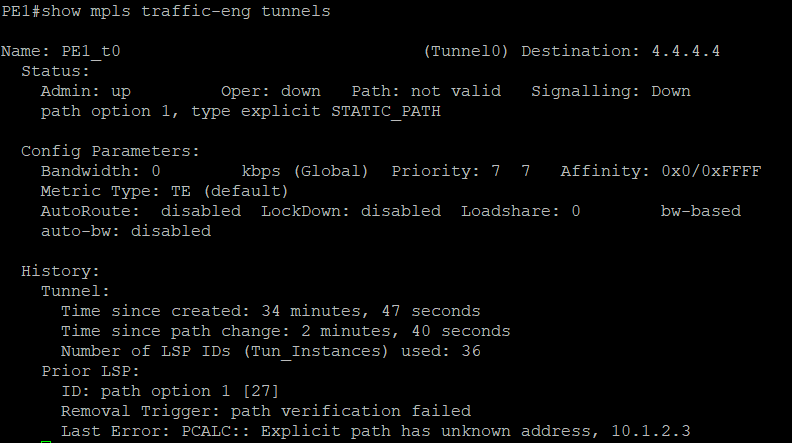 PE1#show mpls traffic-eng tunnels
Name: PE1_t0 (Tunnel0) Destination: 4.4.4.4
Status:
Admin: up Oper: down Path: not valid Signalling: Down
path option 1, type explicit STATIC_PATH
Config Parameters:
Bandwidth: 0 kbps (Global) Priority: 7 7 Affinity: 0x0/0xFFFF
Metric Type: TE (default)
AutoRoute: disabled LockDown: disabled Loadshare: 0 bw-based
auto-bw: disabled
History:
Tunnel:
Time since created: 34 minutes, 47 seconds
Time since path change: 2 minutes, 40 seconds
Number of LSP IDs (Tun_Instances) used: 36
Prior LSP:
ID: path option 1 [27]
Removal Trigger: path verification failed
Last Error: PCALC:: Explicit path has unknown address, 10.1.2.3